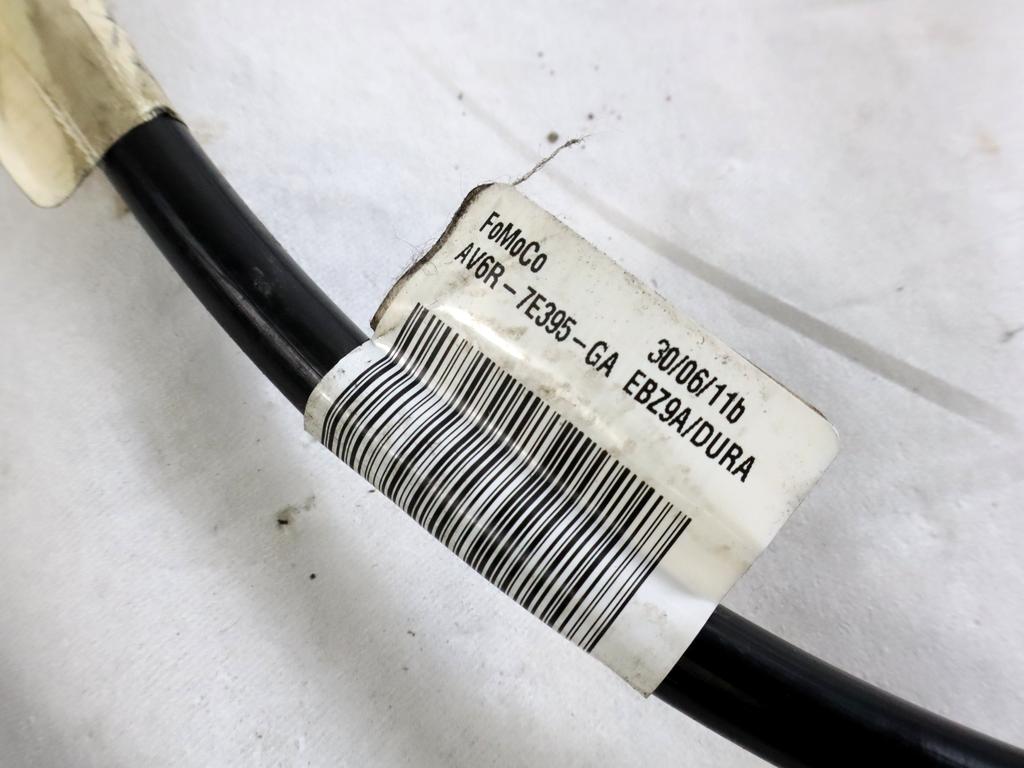 FoMoCo 30/06/11b
AV6R-7E395-GA EBZ9A/DURA